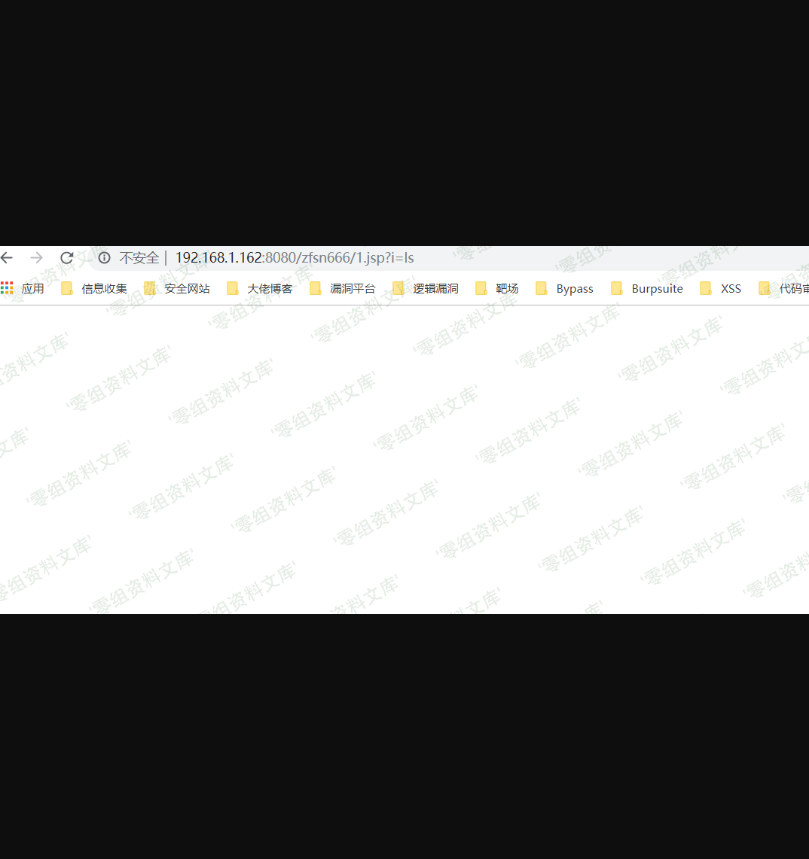 不安全 | 192.168.1.162:8080/zfsn666/1.jsp?i=ls
应用 信息收集 安全网站 大佬博客 漏洞平台 逻辑漏洞 靶场 Bypass Burpsuite XSS 代码审
'零组资料文库'